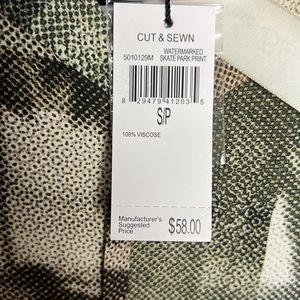 CUT & SEWN
5010129M WATERMARKED
SKATE PARK PRINT
8 29479 41203 5
S/P
100% VISCOSE
Manufacturer's
Suggested
Price $58.00